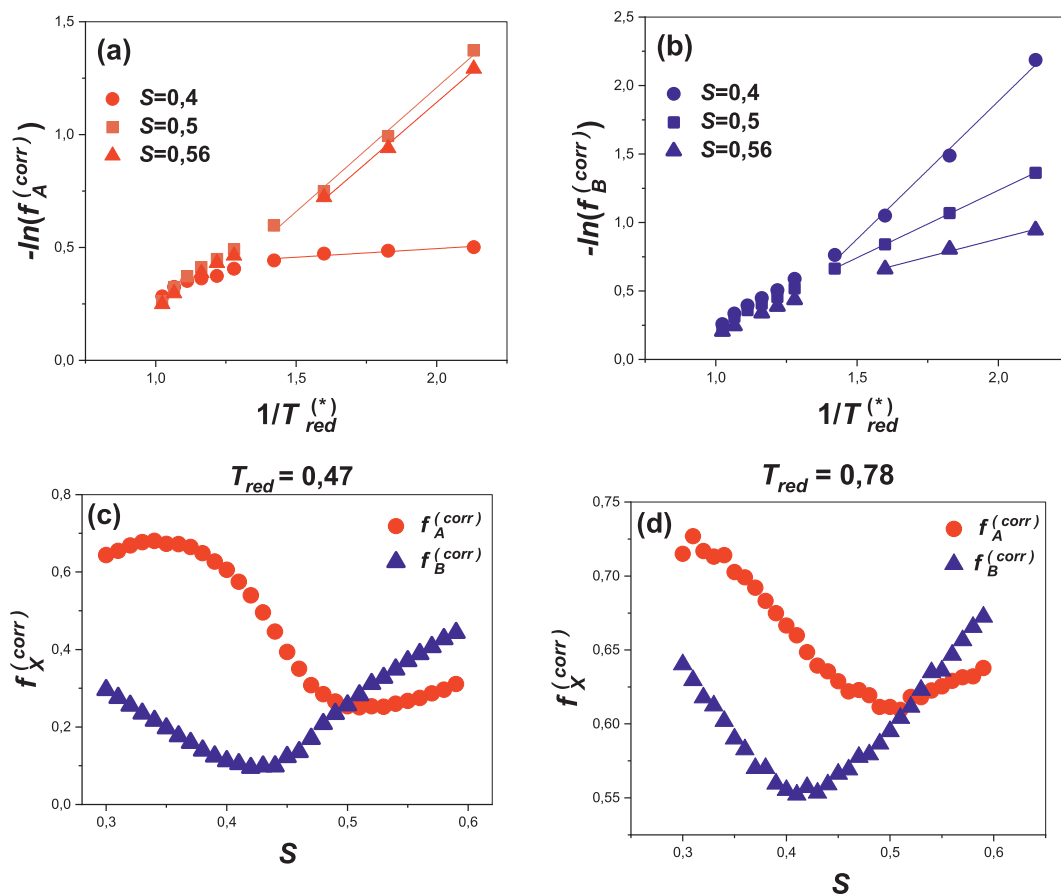 (a)
S=0,4
S=0,5
S=0,56
-ln(f_A^(corr))
1,5
1,0
0,5
0,0
1,0 1,5 2,0
1/T_red^(*)
(b)
S=0,4
S=0,5
S=0,56
-ln(f_B^(corr))
2,5
2,0
1,5
1,0
0,5
0,0
1,0 1,5 2,0
1/T_red^(*)
T_red = 0,47
(c)
f_A^(corr)
f_B^(corr)
f_X^(corr)
0,8
0,6
0,4
0,2
0,0
0,3 0,4 0,5 0,6
S
T_red = 0,78
(d)
f_A^(corr)
f_B^(corr)
f_X^(corr)
0,75
0,70
0,65
0,60
0,55
0,3 0,4 0,5 0,6
S